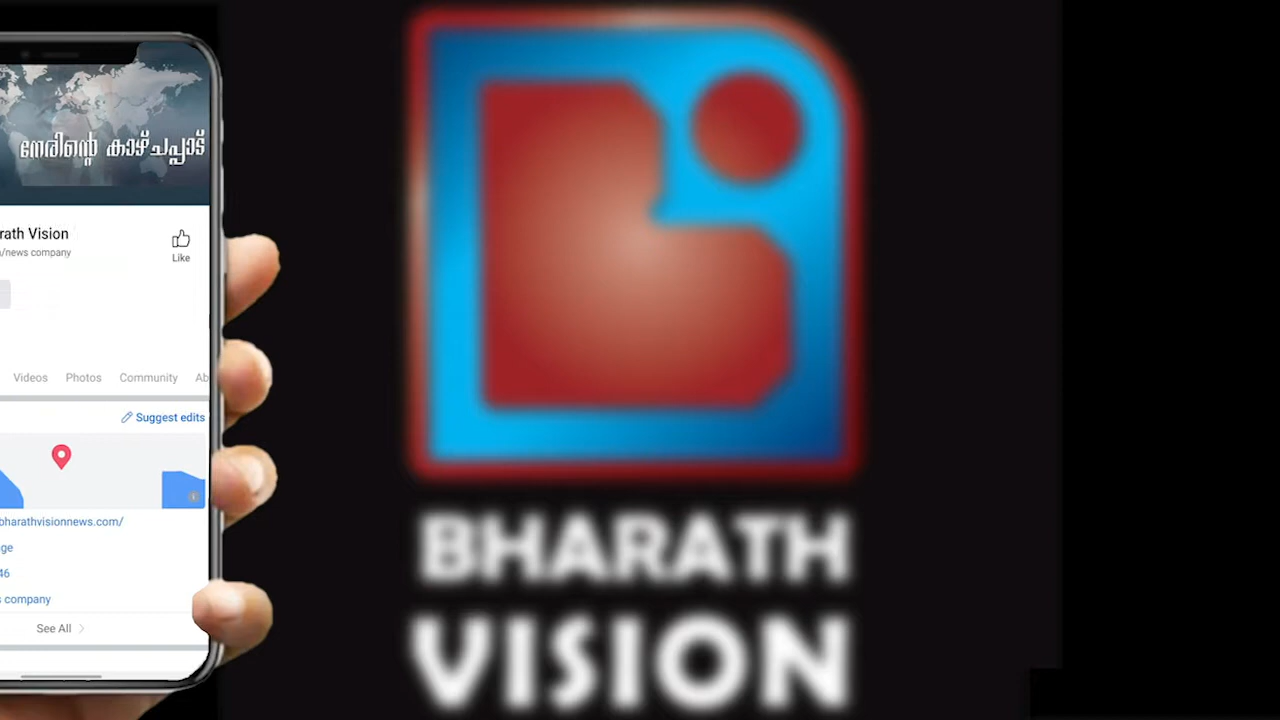 നേരിന്റെ കാഴ്ചപ്പാട്
rath Vision
/news company
Like
Videos Photos Community Ab
Suggest edits
bharathvisionnews.com/
ge
46
s company
See All
BHARATH
VISION